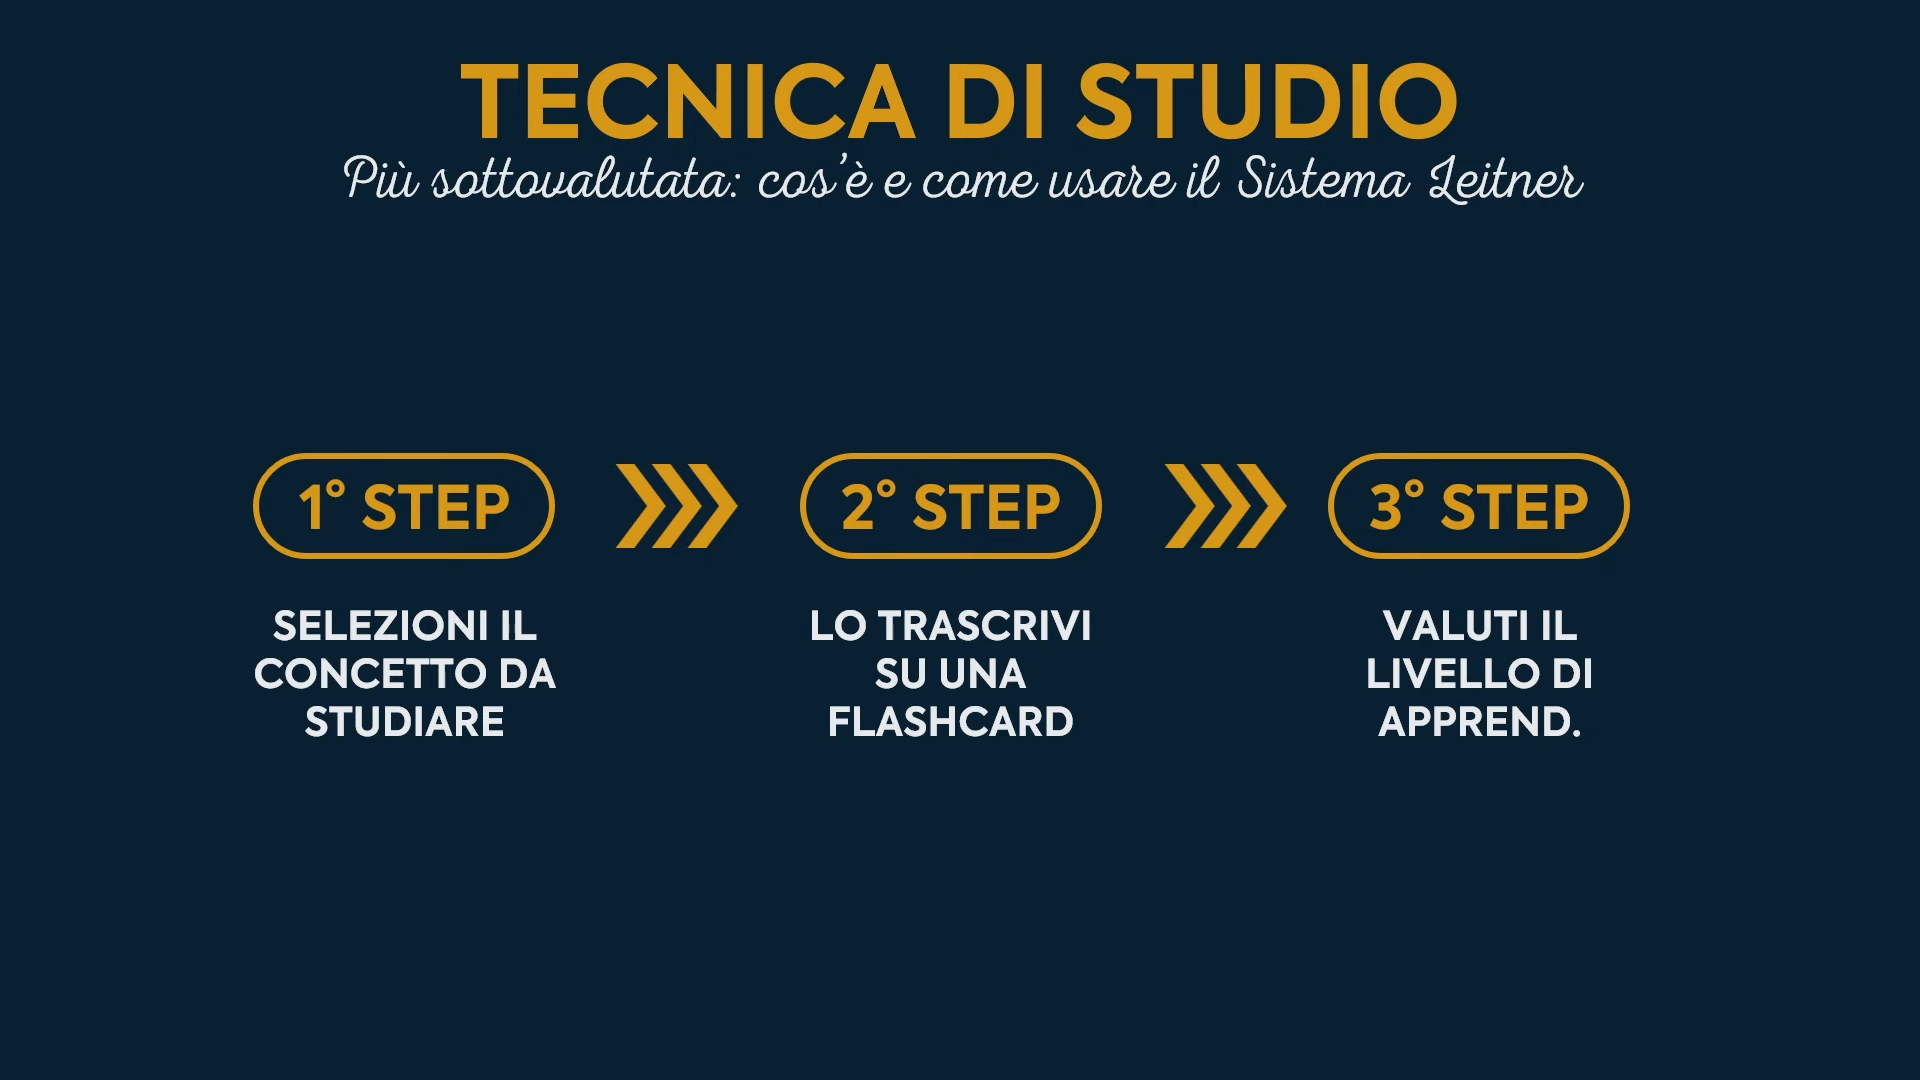 TECNICA DI STUDIO
Più sottovalutata: cos'è e come usare il Sistema Leitner
1° STEP
SELEZIONI IL
CONCETTO DA
STUDIARE
2° STEP
LO TRASCRIVI
SU UNA
FLASHCARD
3° STEP
VALUTI IL
LIVELLO DI
APPREND.